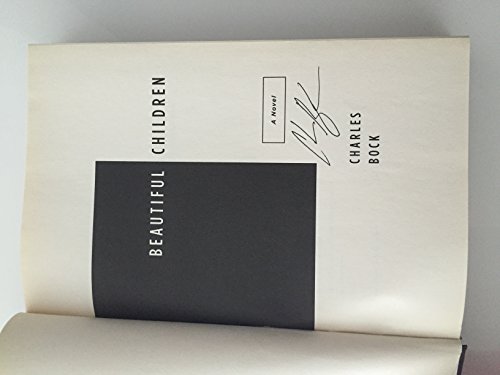 BEAUTIFUL CHILDREN
A Novel
CHARLES
BOCK